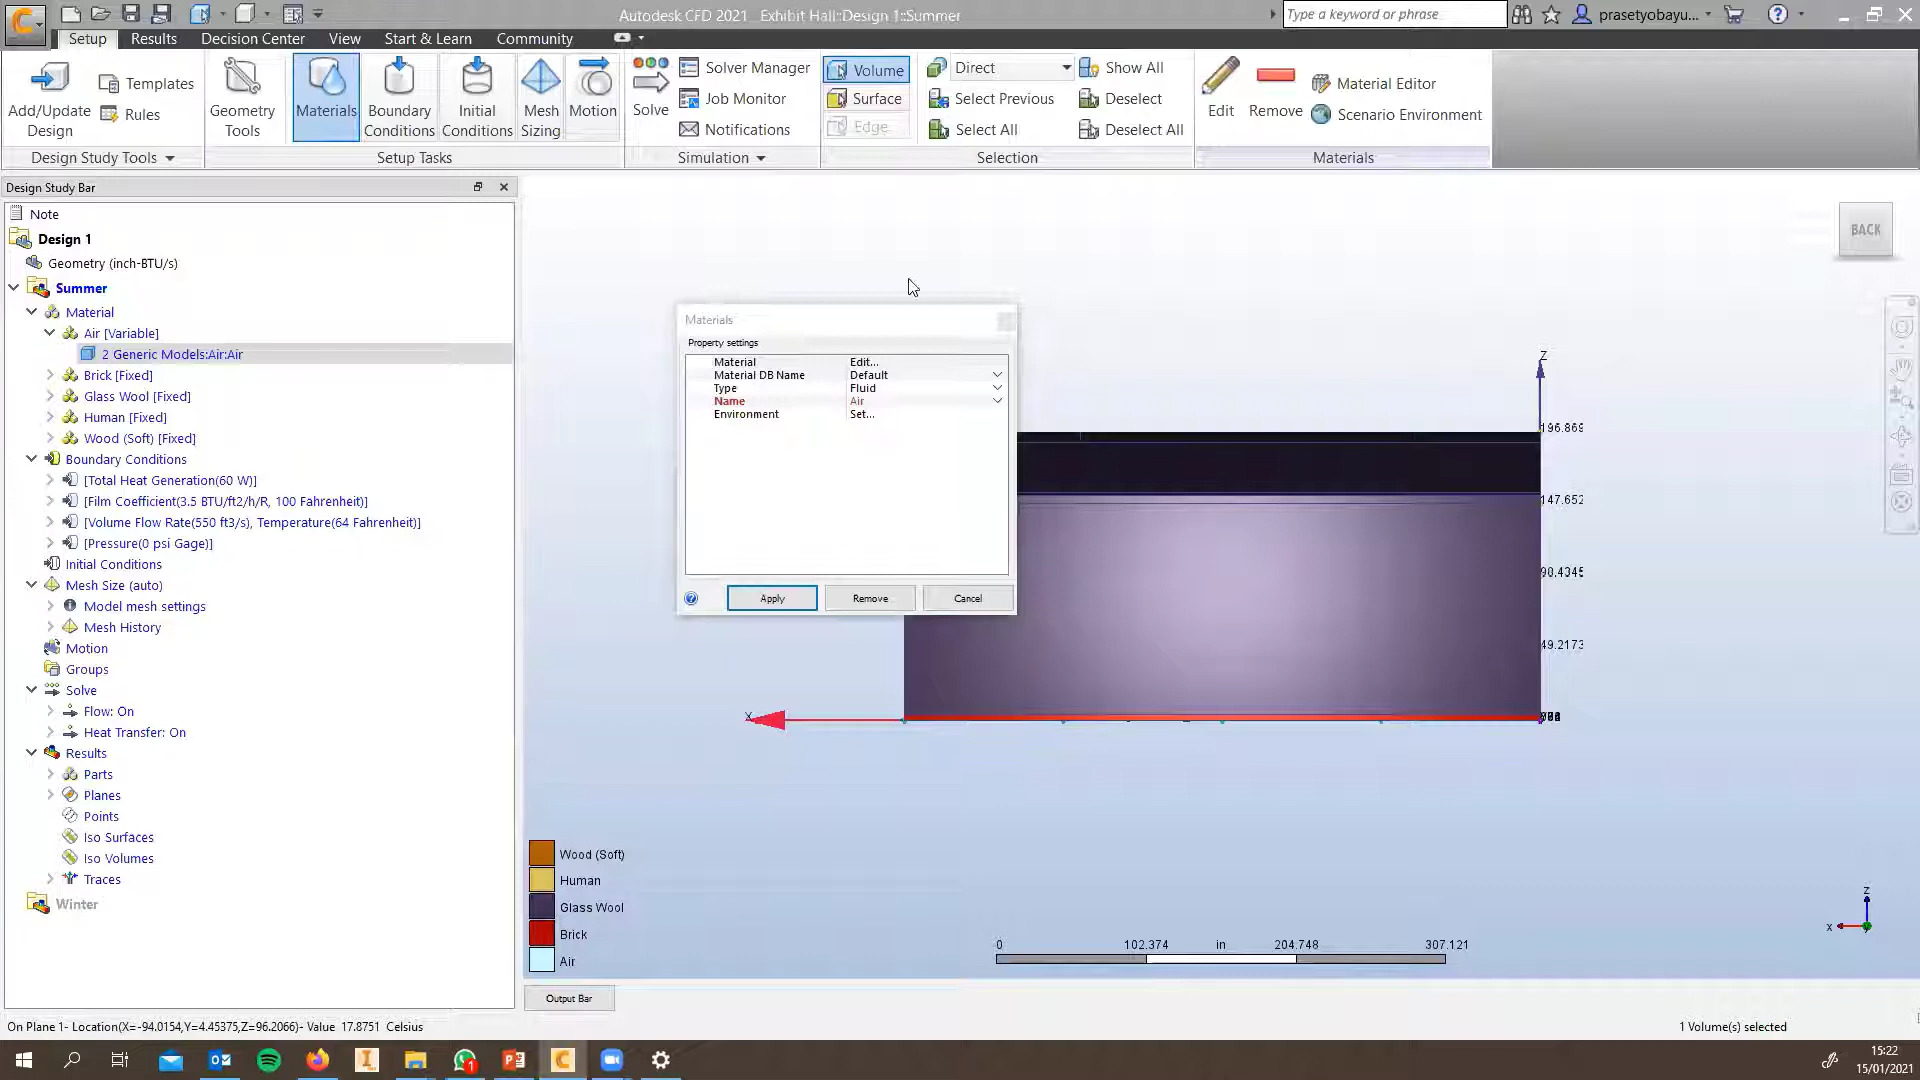 Autodesk CFD 2021   Exhibit Hall::Design 1::Summer
Type a keyword or phrase
prasetyobayu...
Setup
Results
Decision Center
View
Start & Learn
Community
Add/Update Design
Templates
Rules
Design Study Tools
Geometry Tools
Materials
Boundary Conditions
Initial Conditions
Mesh Sizing
Motion
Setup Tasks
Solve
Solver Manager
Job Monitor
Notifications
Simulation
Volume
Surface
Edge
Direct
Select Previous
Select All
Show All
Deselect
Deselect All
Selection
Edit
Remove
Material Editor
Scenario Environment
Materials
Design Study Bar
Note
Design 1
Geometry (inch-BTU/s)
Summer
Material
Air [Variable]
2 Generic Models:Air:Air
Brick [Fixed]
Glass Wool [Fixed]
Human [Fixed]
Wood (Soft) [Fixed]
Boundary Conditions
[Total Heat Generation(60 W)]
[Film Coefficient(3.5 BTU/ft2/h/R, 100 Fahrenheit)]
[Volume Flow Rate(550 ft3/s), Temperature(64 Fahrenheit)]
[Pressure(0 psi Gage)]
Initial Conditions
Mesh Size (auto)
Model mesh settings
Mesh History
Motion
Groups
Solve
Flow: On
Heat Transfer: On
Results
Parts
Planes
Points
Iso Surfaces
Iso Volumes
Traces
Winter
Materials
Property settings
Material Edit...
Material DB Name Default
Type Fluid
Name Air
Environment Set...
Apply
Remove
Cancel
BACK
Z
196.869
147.652
98.4345
49.2173
X
Wood (Soft)
Human
Glass Wool
Brick
Air
0 102.374 in 204.748 307.121
Z
X
Output Bar
On Plane 1- Location(X=-94.0154,Y=4.45375,Z=96.2066)- Value  17.8751  Celsius
1 Volume(s) selected
15:22
15/01/2021